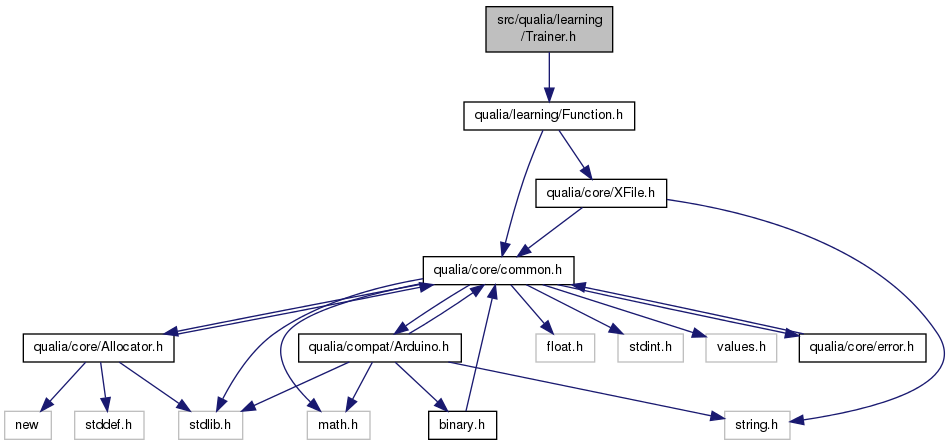 src/qualia/learning
/Trainer.h
qualia/learning/Function.h
qualia/core/XFile.h
qualia/core/common.h
qualia/core/Allocator.h
qualia/compat/Arduino.h
float.h
stdint.h
values.h
qualia/core/error.h
new
stddef.h
stdlib.h
math.h
binary.h
string.h